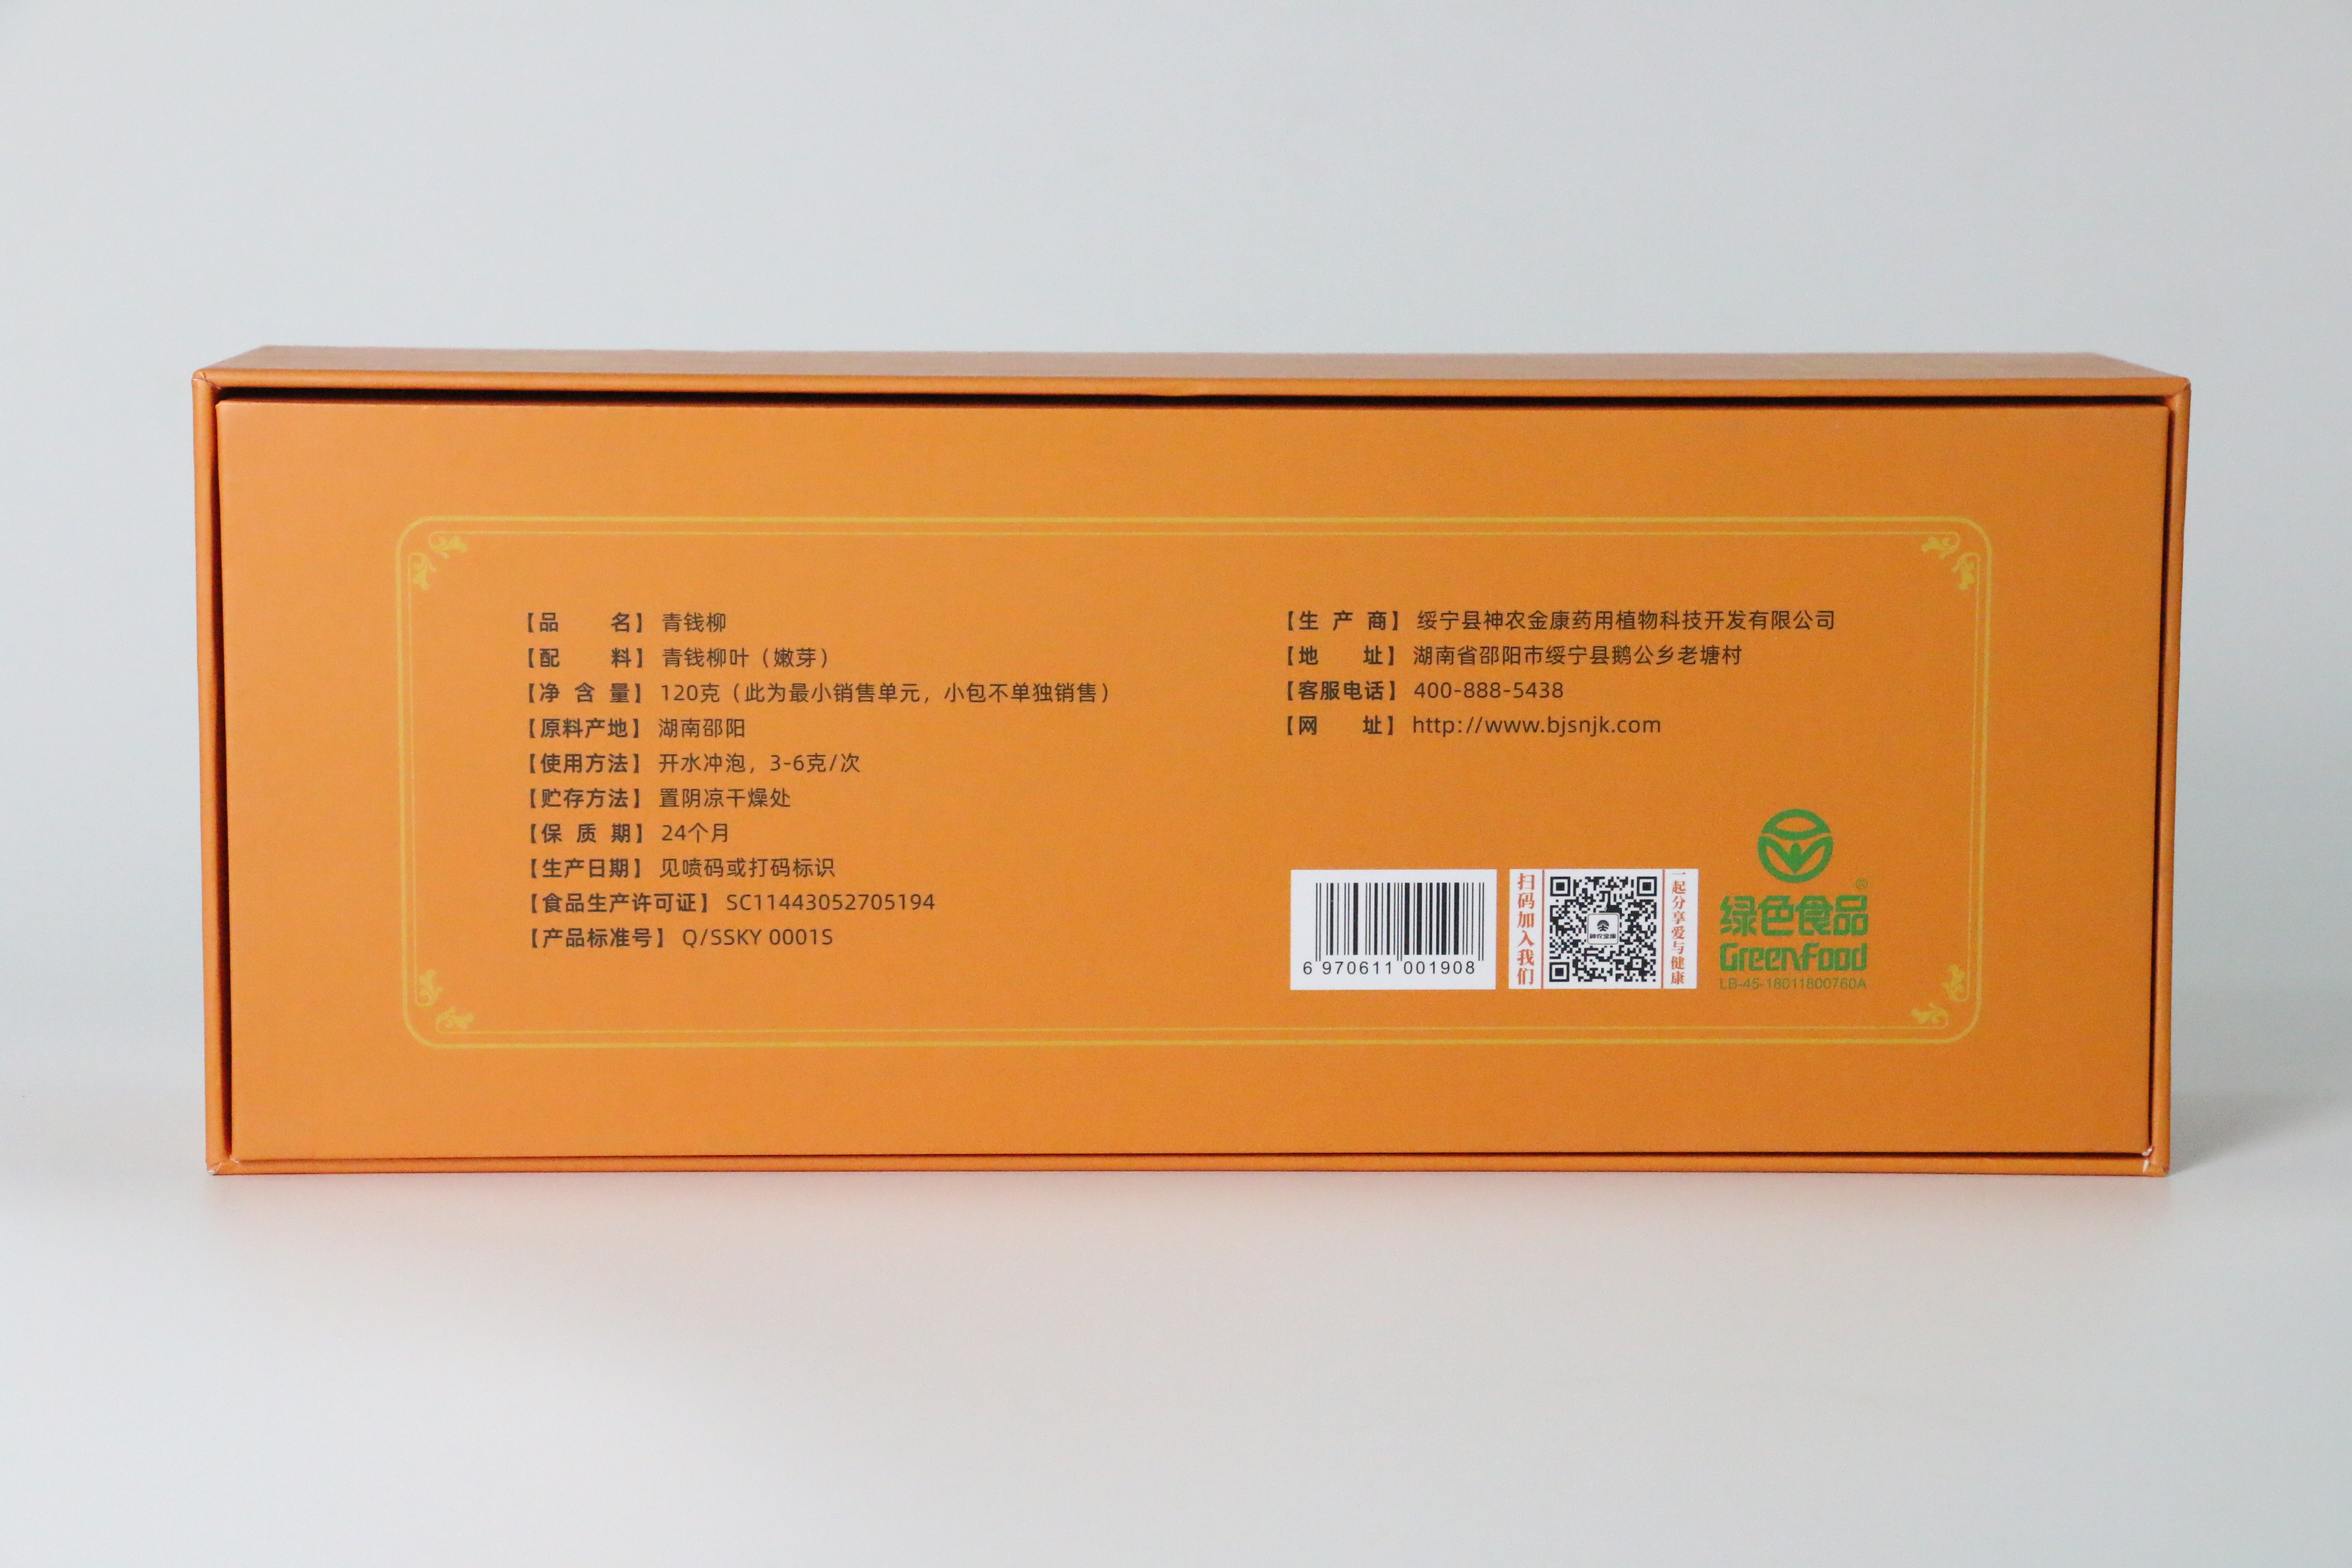 【品 名】 青钱柳
【配 料】 青钱柳叶（嫩芽）
【净 含 量】 120克（此为最小销售单元，小包不单独销售）
【原料产地】 湖南邵阳
【使用方法】 开水冲泡，3-6克/次
【贮存方法】 置阴凉干燥处
【保 质 期】 24个月
【生产日期】 见喷码或打码标识
【食品生产许可证】 SC11443052705194
【产品标准号】 Q/SSKY 0001S
【生 产 商】 绥宁县神农金康药用植物科技开发有限公司
【地 址】 湖南省邵阳市绥宁县鹅公乡老塘村
【客服电话】 400-888-5438
【网 址】 http://www.bjsnjk.com
6 970611 001908
扫码加入我们
神农金康
一起分享爱与健康
®
绿色食品
Greenfood
LB-45-18011800760A